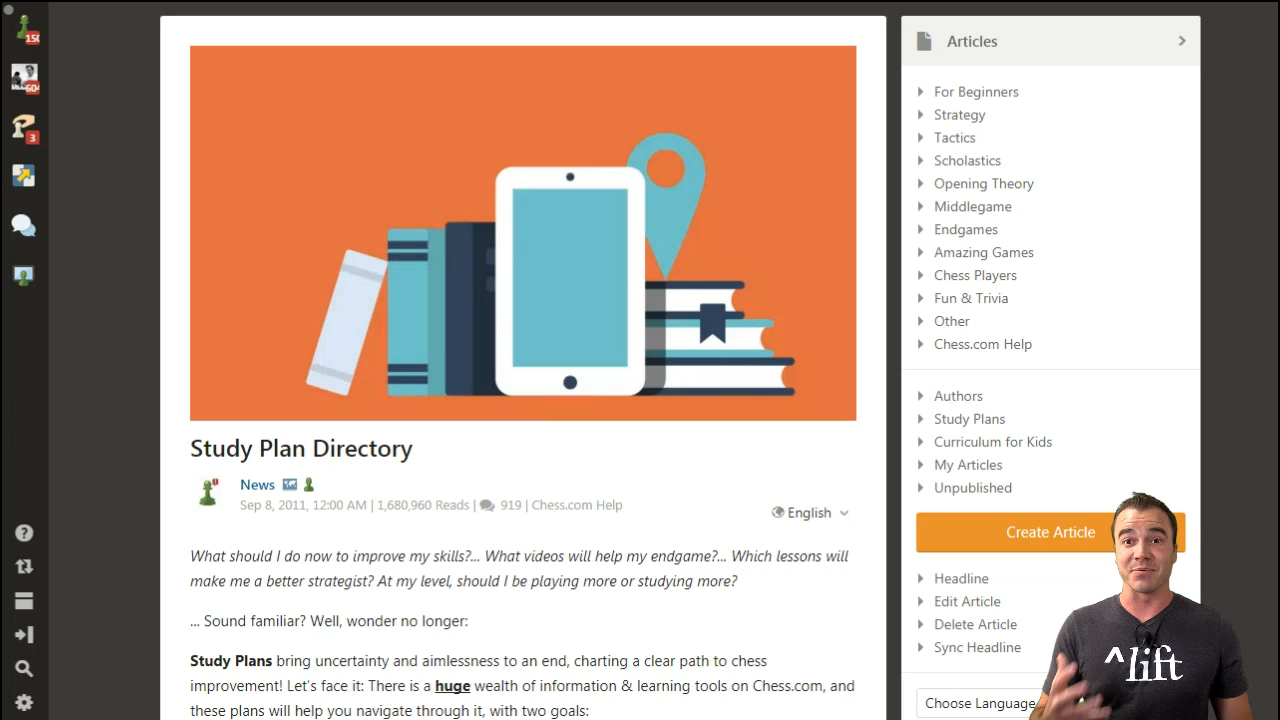 150
604
3
Study Plan Directory
News
Sep 8, 2011, 12:00 AM | 1,680,960 Reads | 919 | Chess.com Help
English
What should I do now to improve my skills?... What videos will help my endgame?... Which lessons
will make me a better strategist? At my level, should I be playing more or studying more?
... Sound familiar? Well, wonder no longer:
Study Plans bring uncertainty and aimlessness to an end, charting a clear path to chess
improvement! Let's face it: There is a huge wealth of information & learning tools on Chess.com, and
these plans will help you navigate through it, with two goals:
Articles
For Beginners
Strategy
Tactics
Scholastics
Opening Theory
Middlegame
Endgames
Amazing Games
Chess Players
Fun & Trivia
Other
Chess.com Help
Authors
Study Plans
Curriculum for Kids
My Articles
Unpublished
Create Article
Headline
Edit Article
Delete Article
Sync Headline
Choose Language
^lift